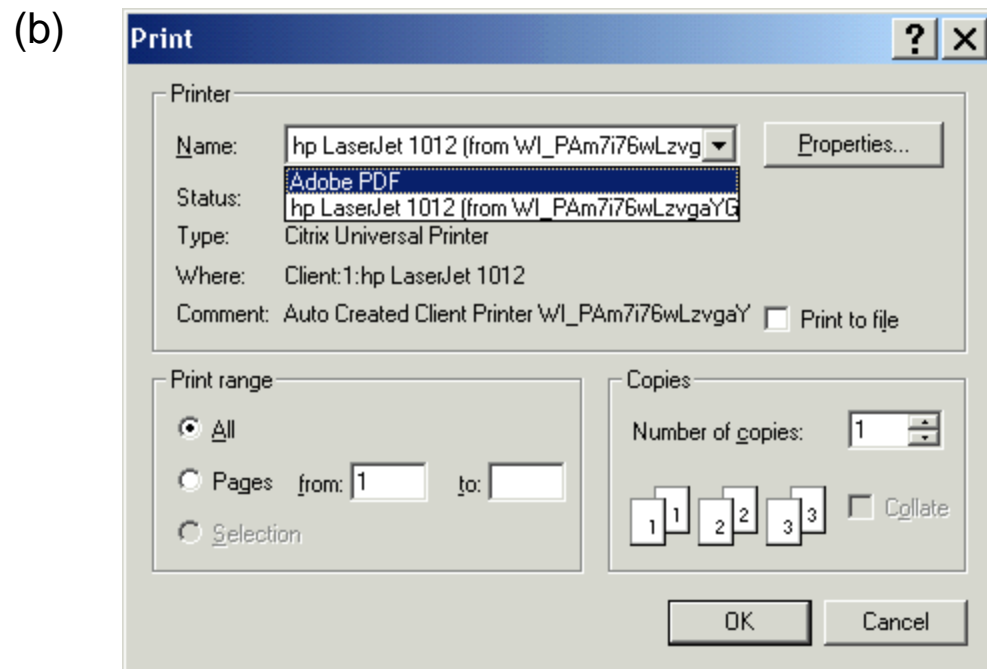 (b)
Print
Printer
Name: hp LaserJet 1012 (from WI_PAm7i76wLzvg Properties...
Adobe PDF
Status: hp LaserJet 1012 (from WI_PAm7i76wLzvgaYG
Type: Citrix Universal Printer
Where: Client:1:hp LaserJet 1012
Comment: Auto Created Client Printer WI_PAm7i76wLzvgaY Print to file
Print range
All
Pages from: 1 to:
Selection
Copies
Number of copies: 1
1 1 2 2 3 3 Collate
OK Cancel